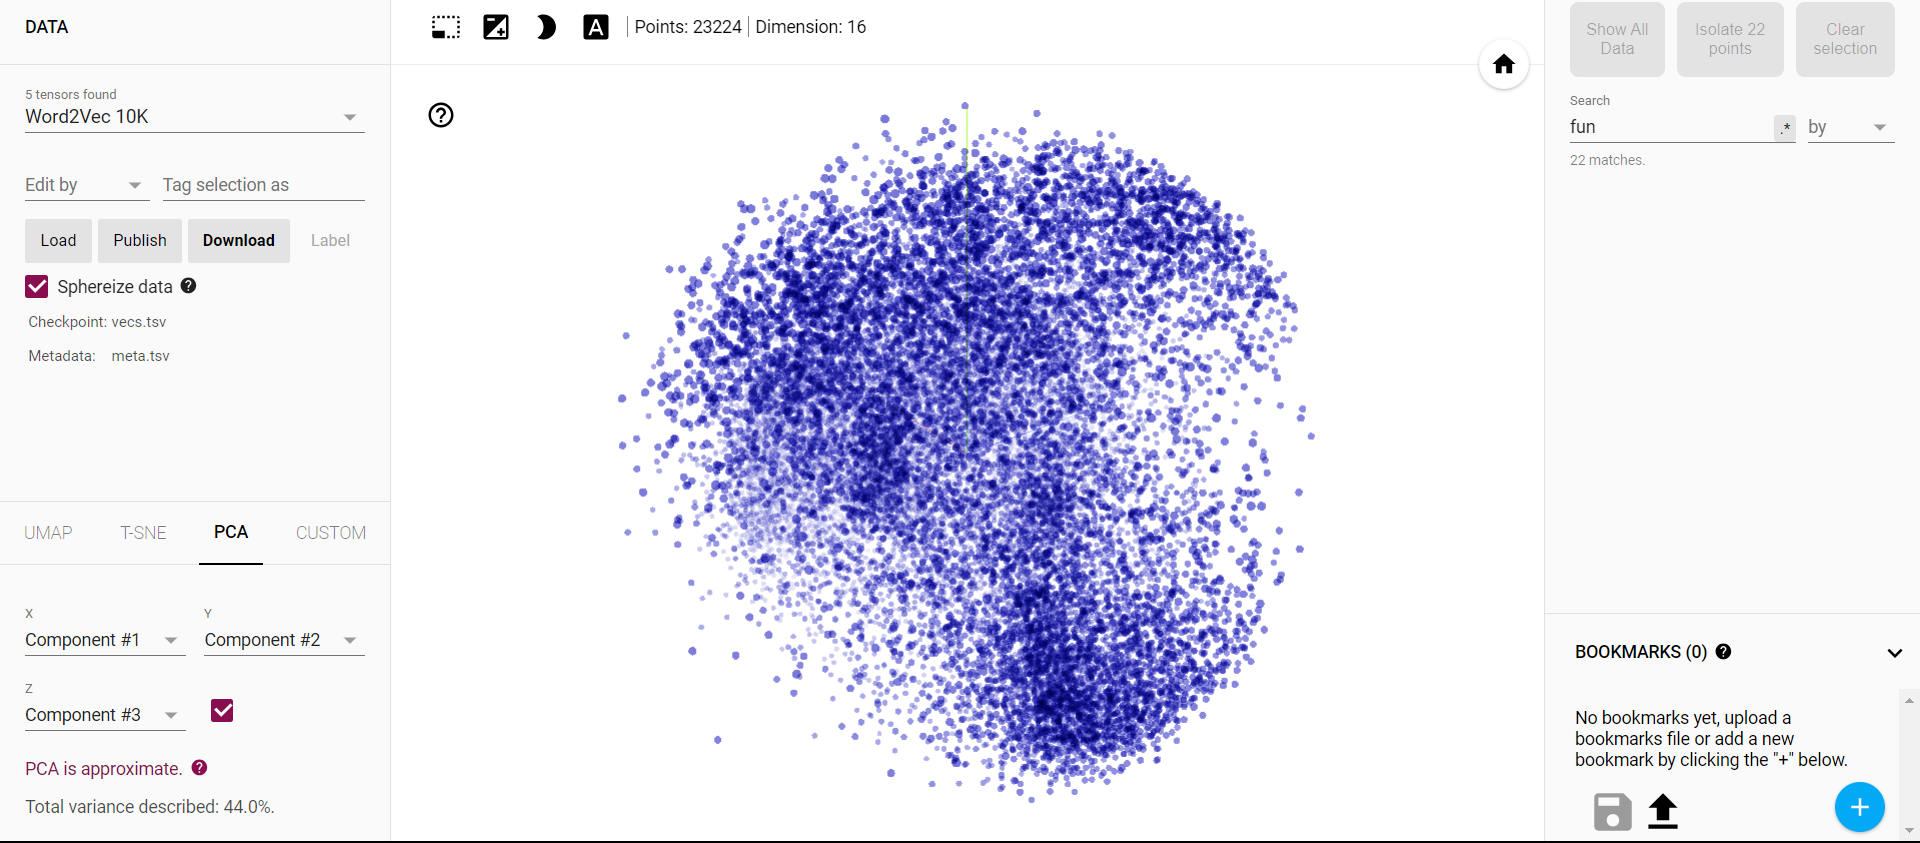 DATA
5 tensors found
Word2Vec 10K
Edit by
Tag selection as
Load
Publish
Download
Label
Sphereize data
Checkpoint: vecs.tsv
Metadata: meta.tsv
UMAP
T-SNE
PCA
CUSTOM
X
Component #1
Y
Component #2
Z
Component #3
PCA is approximate.
Total variance described: 44.0%.
A
Points: 23224
Dimension: 16
Show All
Data
Isolate 22
points
Clear
selection
Search
fun
.*
by
22 matches.
BOOKMARKS (0)
No bookmarks yet, upload a
bookmarks file or add a new
bookmark by clicking the "+" below.